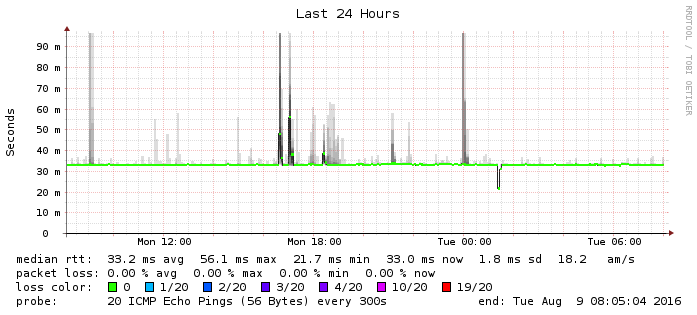 Last 24 Hours
RRDTOOL / TOBI OETIKER
Seconds
90 m
80 m
70 m
60 m
50 m
40 m
30 m
20 m
10 m
0
Mon 12:00 Mon 18:00 Tue 00:00 Tue 06:00
median rtt: 33.2 ms avg 56.1 ms max 21.7 ms min 33.0 ms now 1.8 ms sd 18.2 am/s
packet loss: 0.00 % avg 0.00 % max 0.00 % min 0.00 % now
loss color: 0 1/20 2/20 3/20 4/20 10/20 19/20
probe: 20 ICMP Echo Pings (56 Bytes) every 300s end: Tue Aug 9 08:05:04 2016